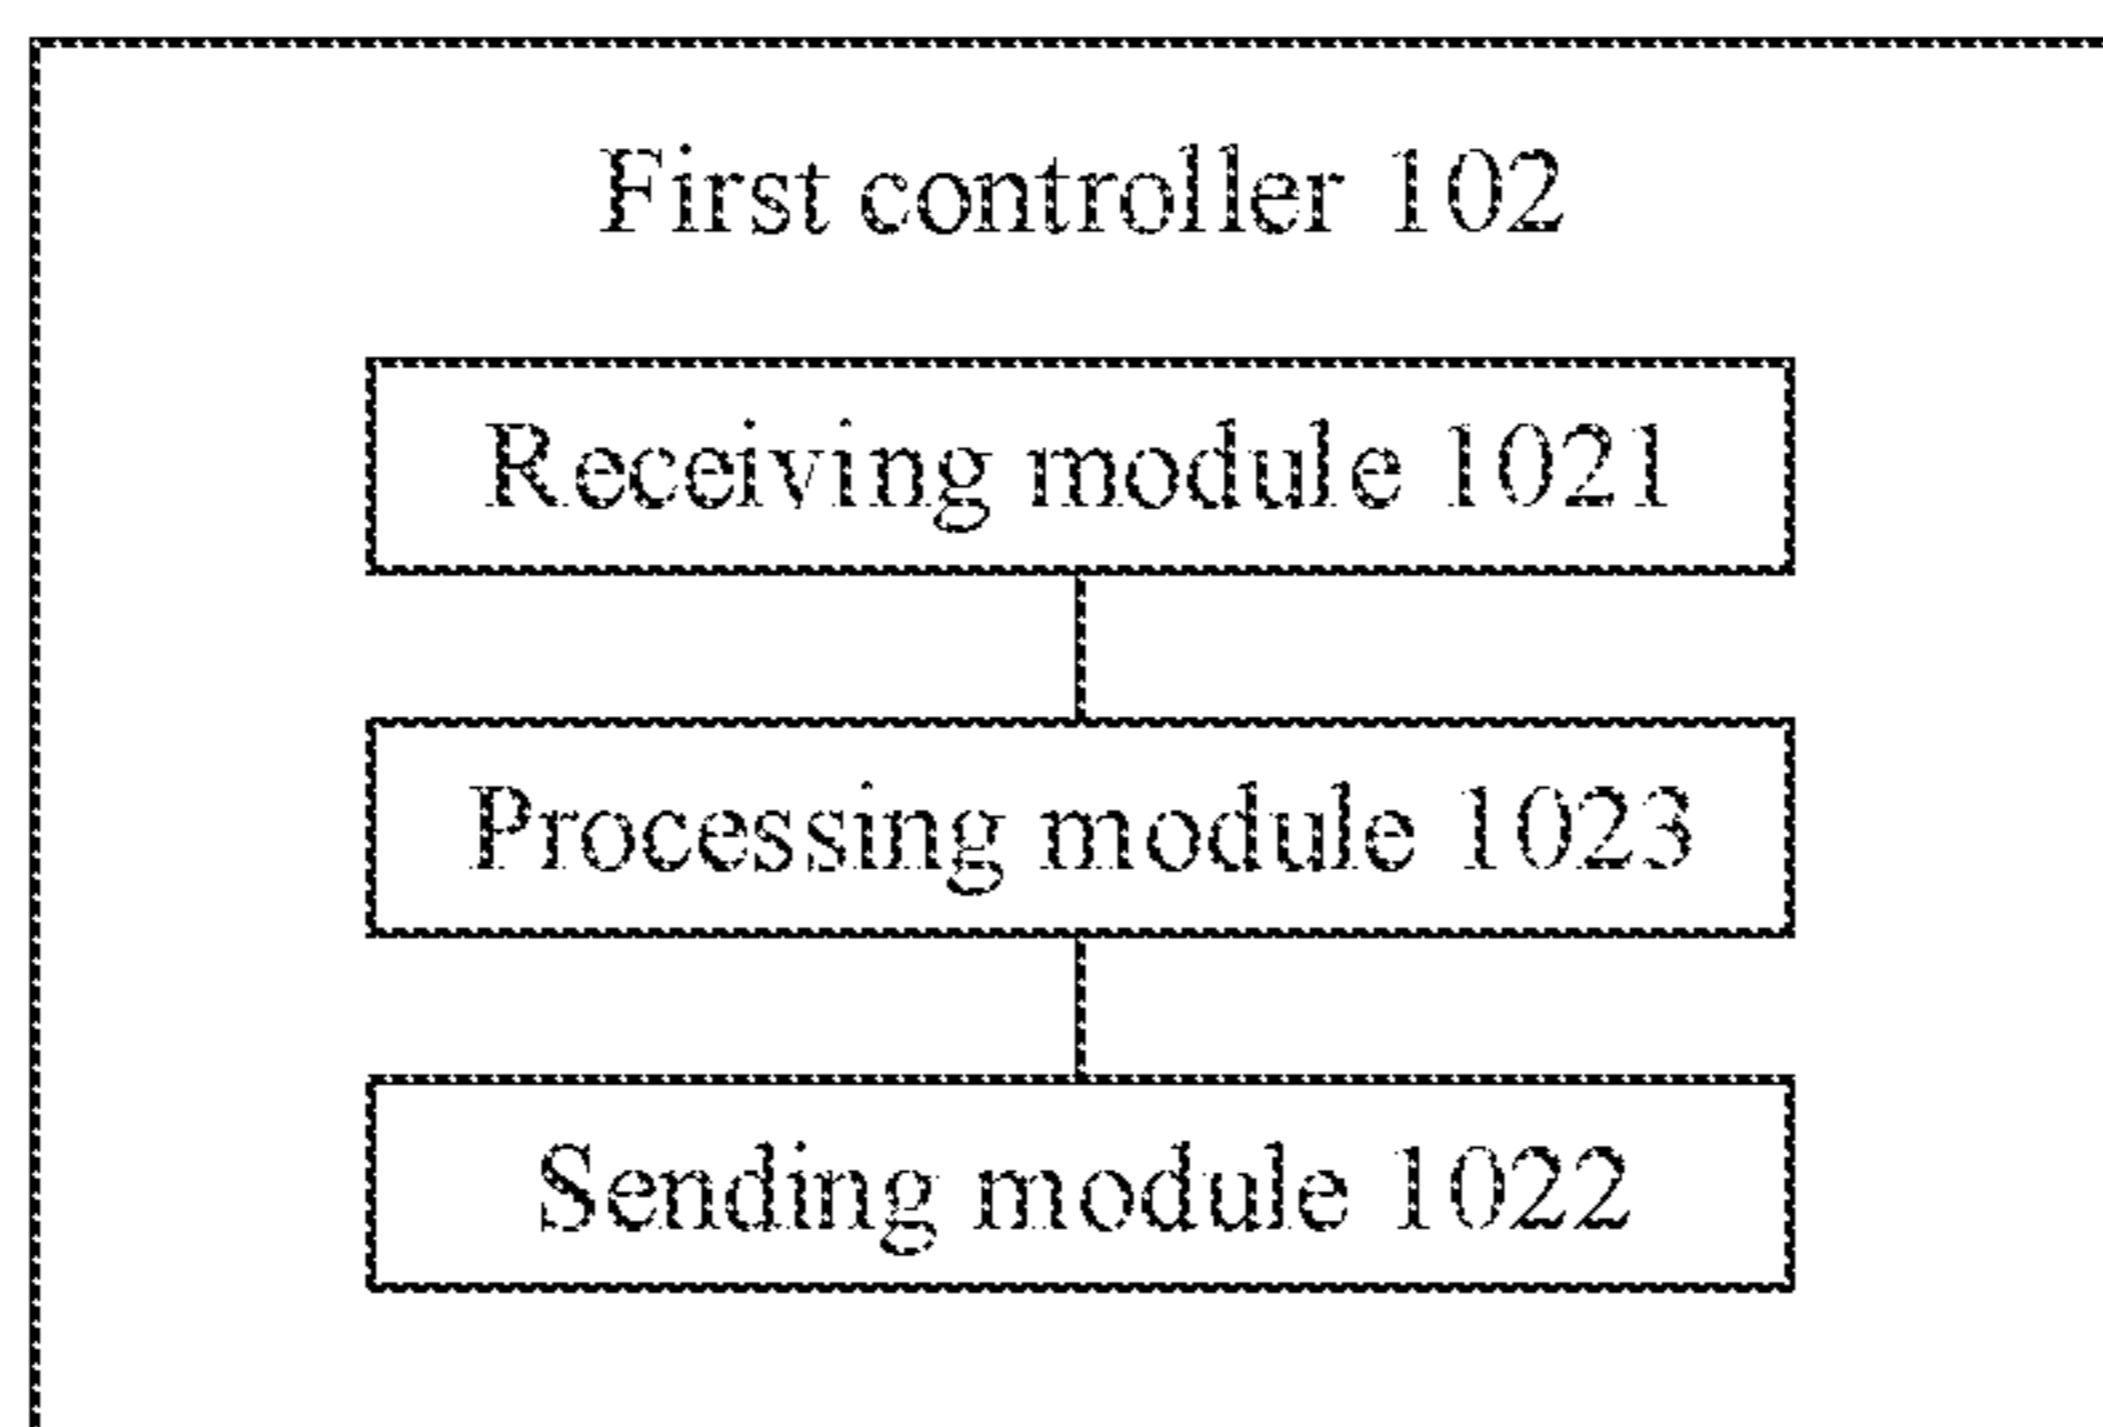 First controller 102
Receiving module 1021
Processing module 1023
Sending module 1022